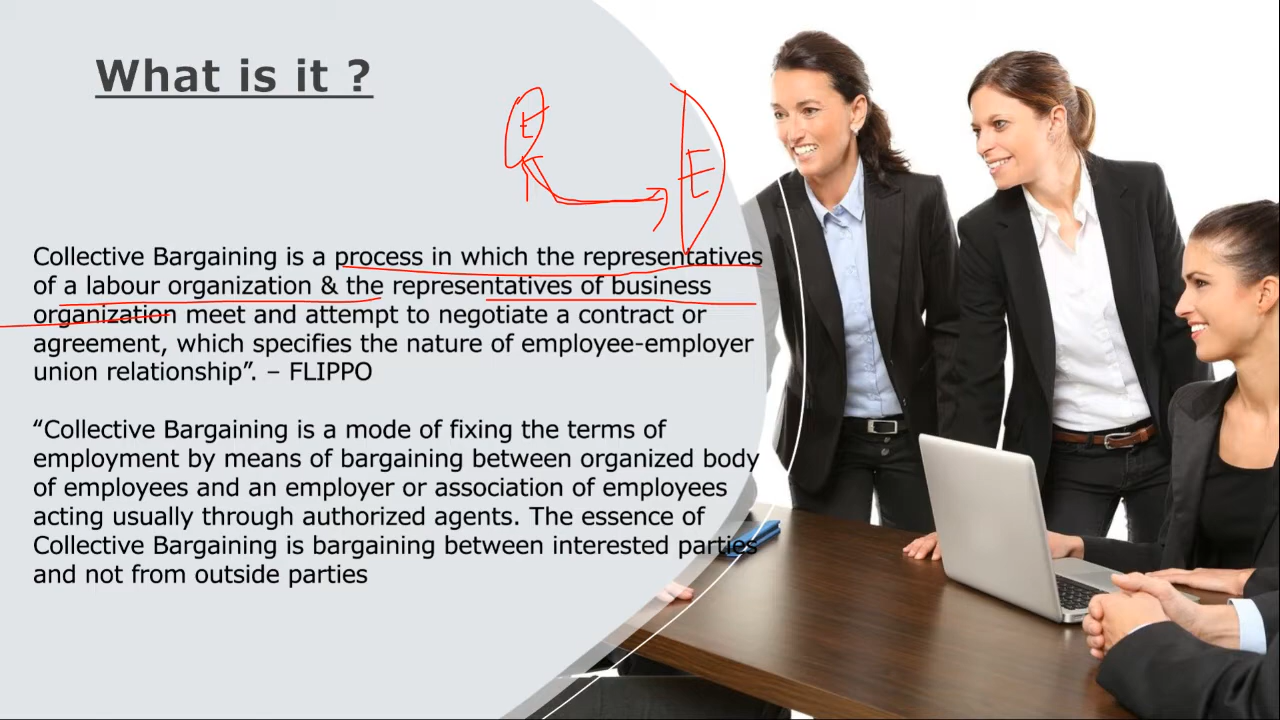 What is it ?
E
E
Collective Bargaining is a process in which the representatives
of a labour organization & the representatives of business
organization meet and attempt to negotiate a contract or
agreement, which specifies the nature of employee-employer
union relationship”. – FLIPPO
“Collective Bargaining is a mode of fixing the terms of
employment by means of bargaining between organized body
of employees and an employer or association of employees
acting usually through authorized agents. The essence of
Collective Bargaining is bargaining between interested parties
and not from outside parties